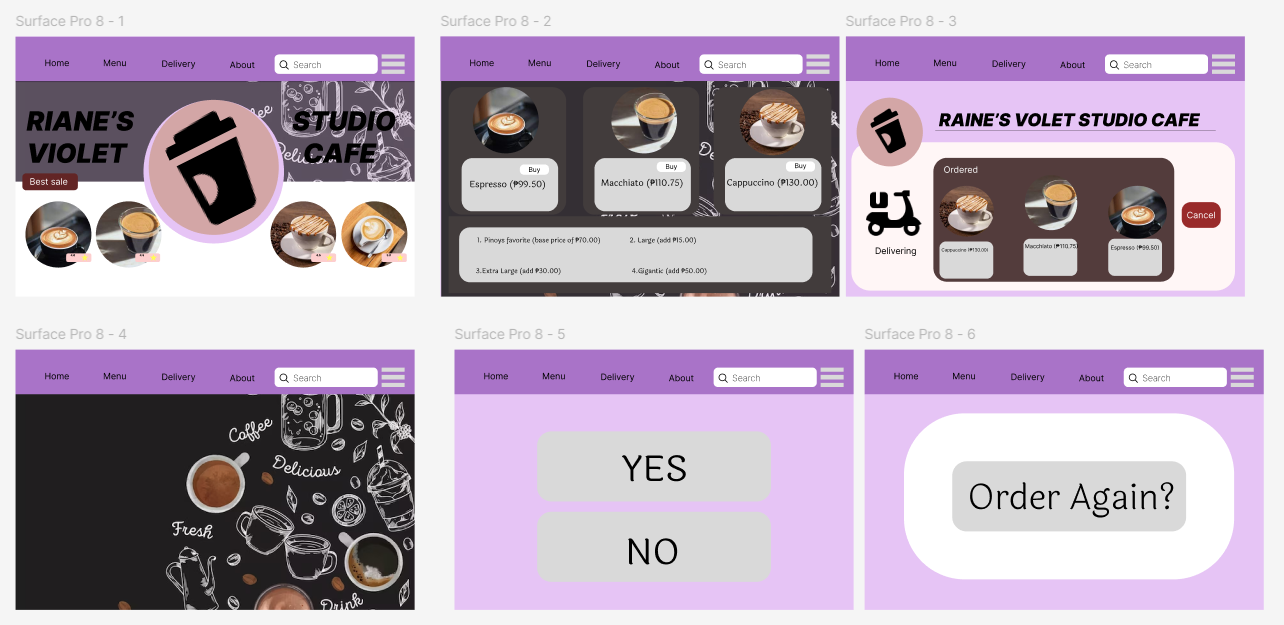 Surface Pro 8 - 1
Home Menu Delivery About Search
RIANE'S STUDIO
VIOLET CAFE
Best sale
Surface Pro 8 - 2
Home Menu Delivery About Search
Buy Buy Buy
Espresso (₱99.50) Macchiato (₱110.75) Cappuccino (₱130.00)
1. Pinoys favorite (base price of ₱70.00) 2. Large (add ₱15.00)
3.Extra Large (add ₱30.00) 4.Gigantic (add ₱50.00)
Surface Pro 8 - 3
Home Menu Delivery About Search
RAINE'S VOLET STUDIO CAFE
Ordered
Delivering
Cappuccino (₱130.00) Macchiato (₱110.75) Espresso (₱99.50)
Cancel
Surface Pro 8 - 4
Home Menu Delivery About Search
Coffee
Delicious
Fresh
Drink
Surface Pro 8 - 5
Home Menu Delivery About Search
YES
NO
Surface Pro 8 - 6
Home Menu Delivery About Search
Order Again?